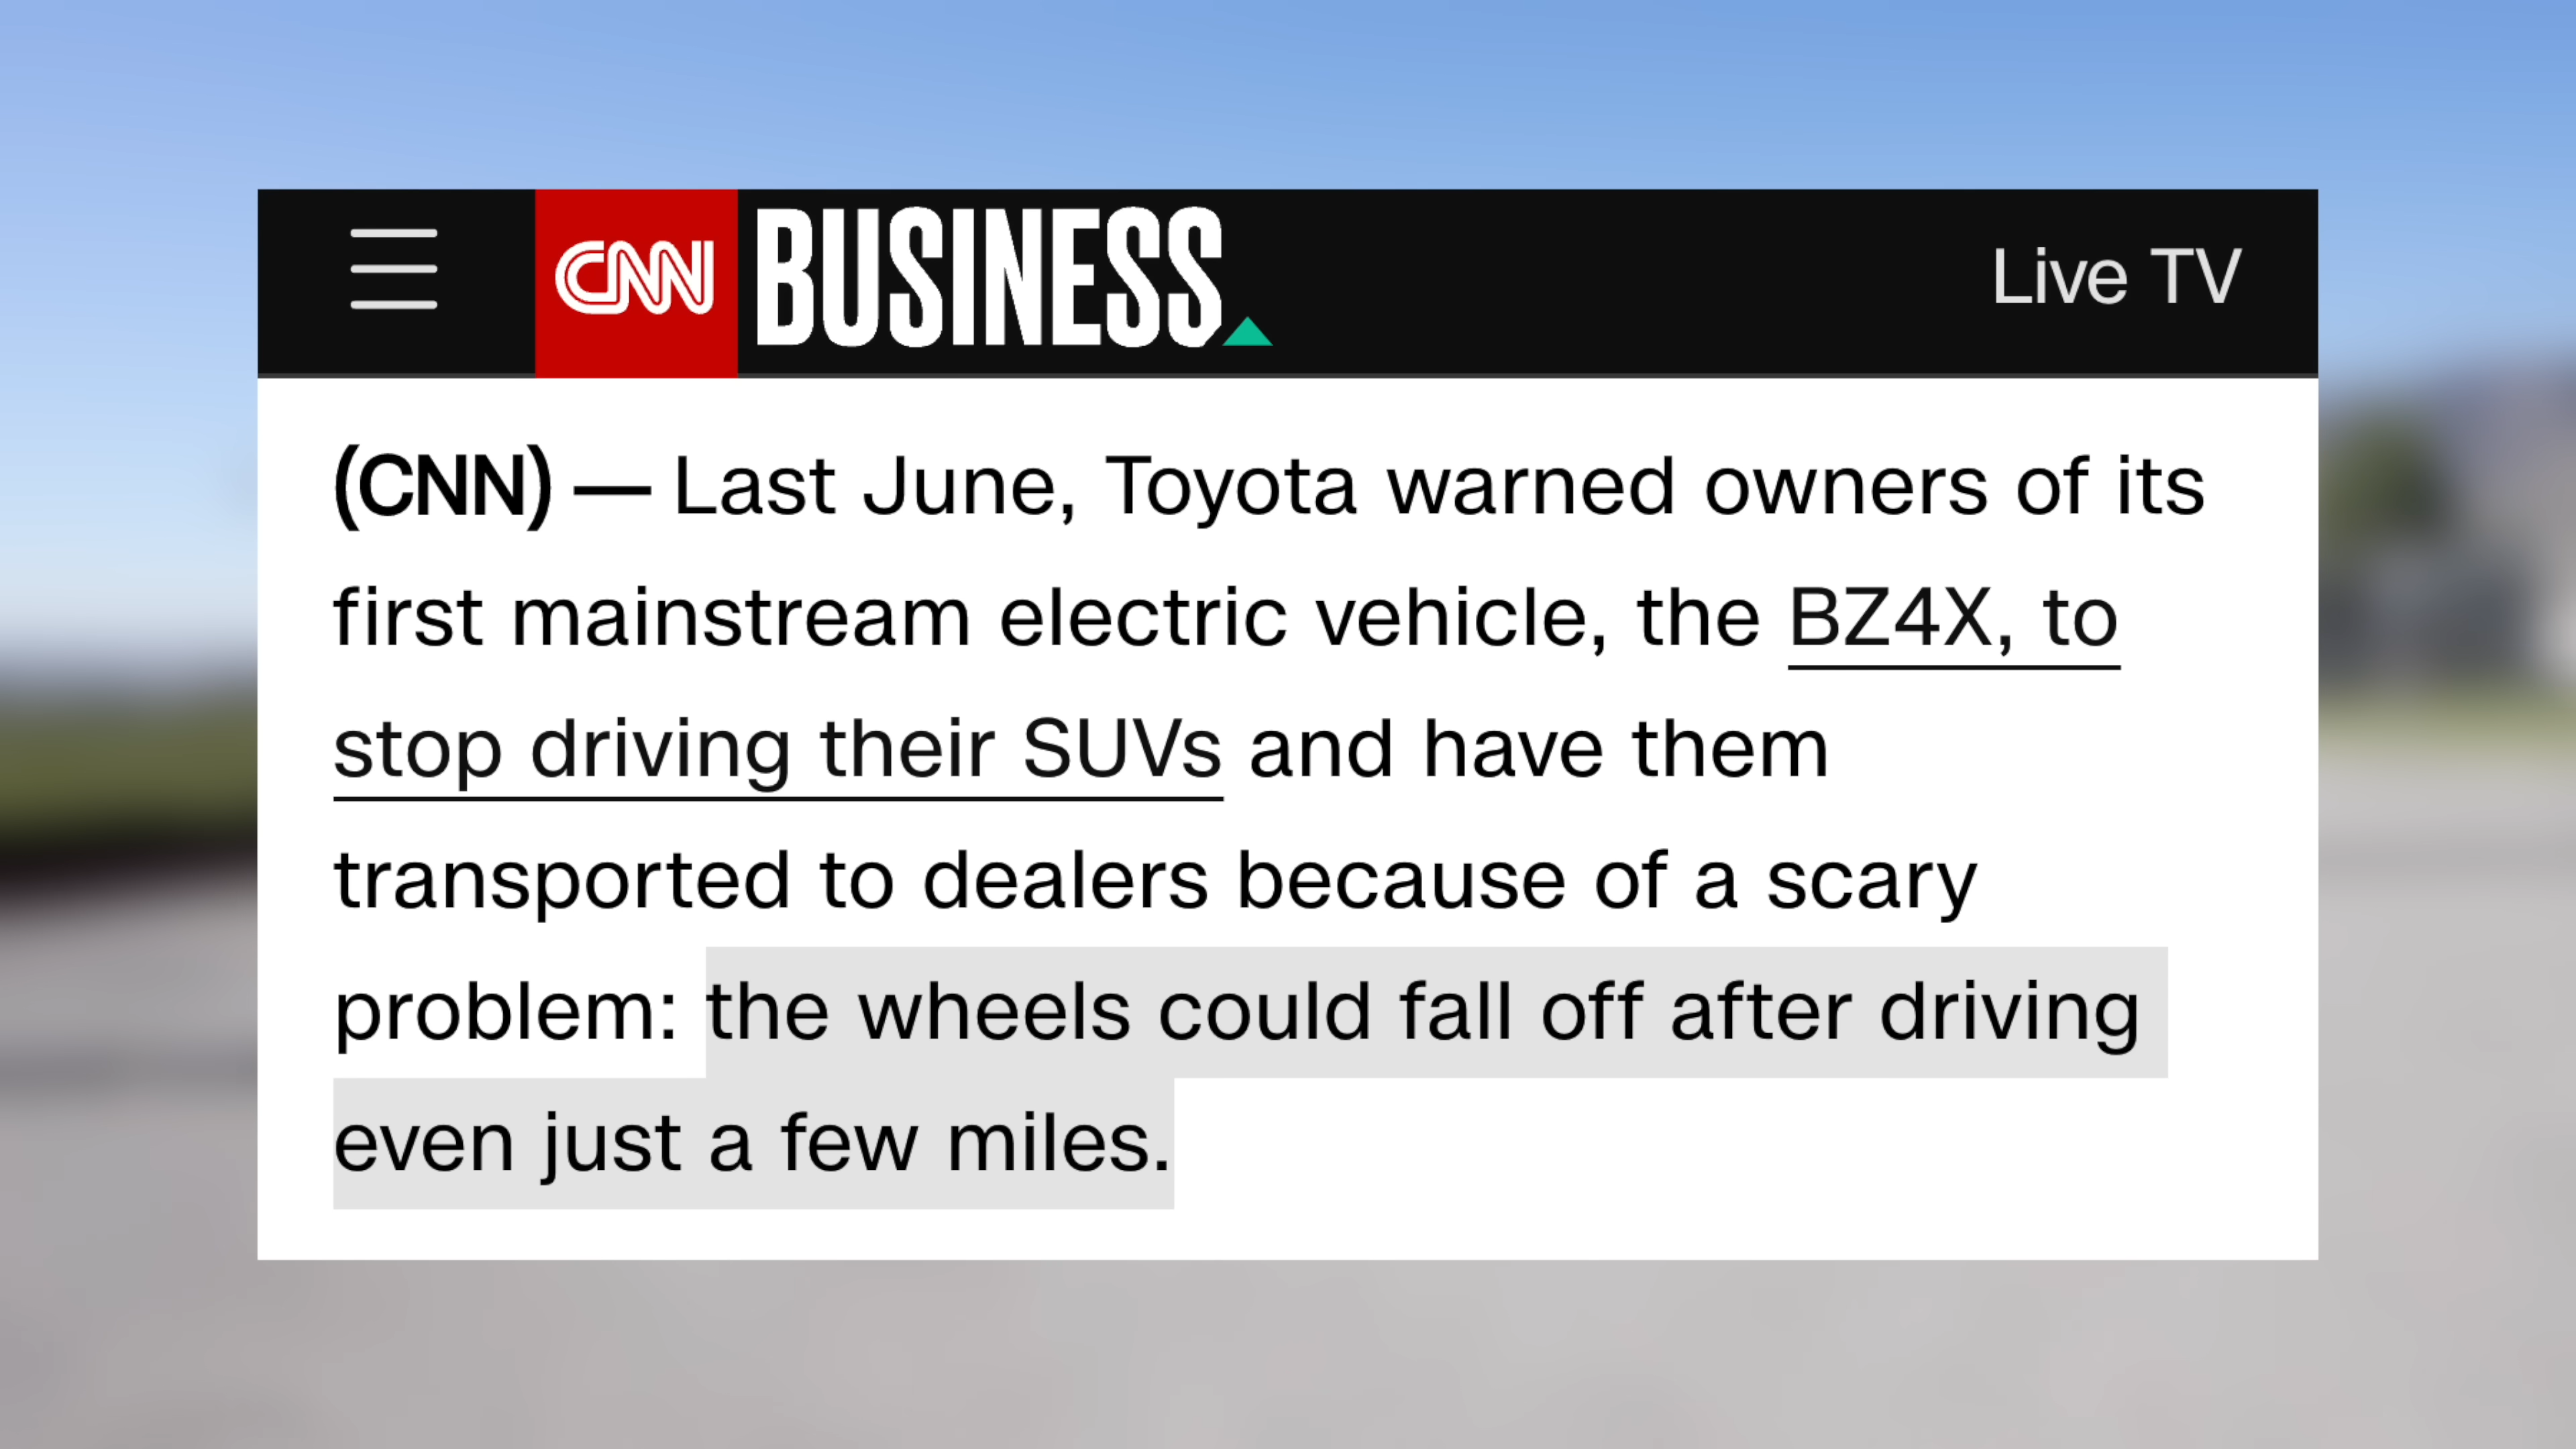 CNN BUSINESS
Live TV
(CNN) — Last June, Toyota warned owners of its
first mainstream electric vehicle, the BZ4X, to
stop driving their SUVs and have them
transported to dealers because of a scary
problem: the wheels could fall off after driving
even just a few miles.